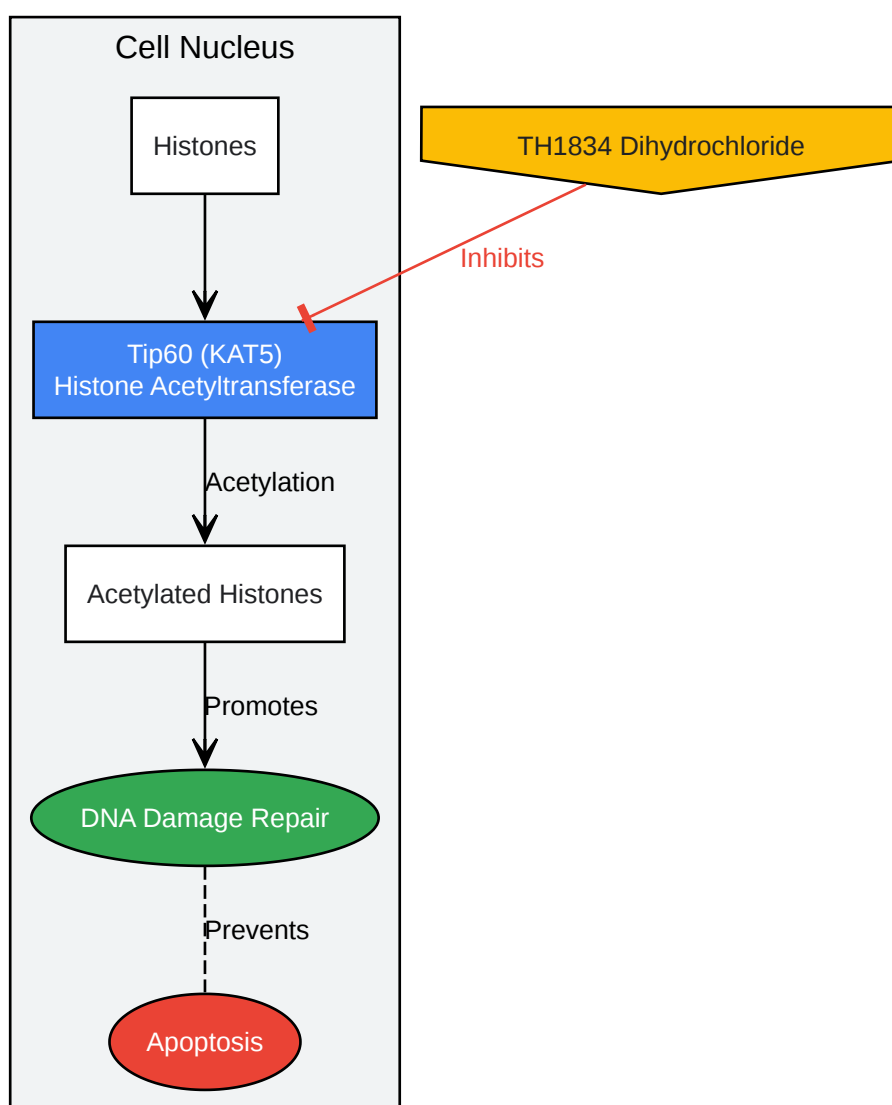 Cell Nucleus
Histones
TH1834 Dihydrochloride
Inhibits
Tip60 (KAT5)
Histone Acetyltransferase
Acetylation
Acetylated Histones
Promotes
DNA Damage Repair
Prevents
Apoptosis